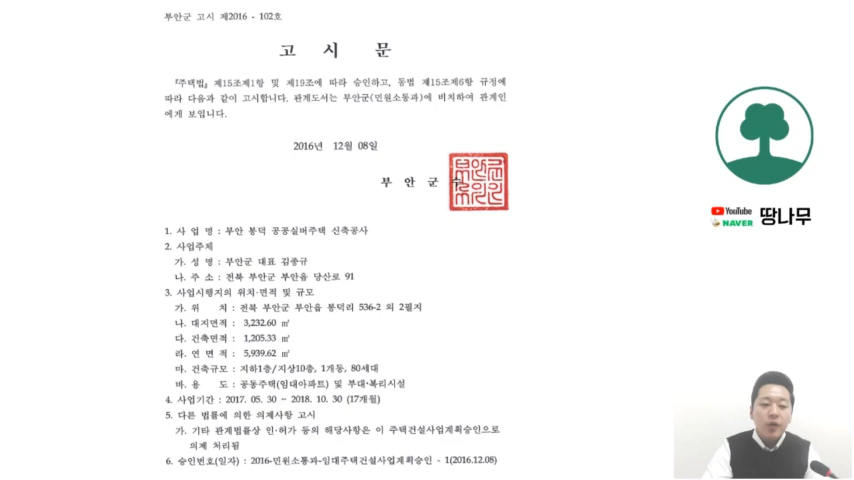 부안군 고시 제2016 - 102호
고 시 문
『주택법』 제15조제1항 및 제19조에 따라 승인하고, 동법 제15조제6항 규정에
따라 다음과 같이 고시합니다. 관계도서는 부안군(민원소통과)에 비치하여 관계인
에게 보입니다.
2016년 12월 08일
부 안 군 수
1. 사 업 명 : 부안 봉덕 공공실버주택 신축공사
2. 사업주체
가. 성 명 : 부안군 대표 김종규
나. 주 소 : 전북 부안군 부안읍 당산로 91
3. 사업시행지의 위치·면적 및 규모
가. 위 치 : 전북 부안군 부안읍 봉덕리 536-2 외 2필지
나. 대지면적 : 3,232.60 ㎡
다. 건축면적 : 1,205.33 ㎡
라. 연 면 적 : 5,939.62 ㎡
마. 건축규모 : 지하1층/지상10층, 1개동, 80세대
바. 용 도 : 공동주택(임대아파트) 및 부대·복리시설
4. 사업기간 : 2017. 05. 30 ~ 2018. 10. 30 (17개월)
5. 다른 법률에 의한 의제사항 고시
가. 기타 관계법률상 인·허가 등의 해당사항은 이 주택건설사업계획승인으로
의제 처리됨
6. 승인번호(일자) : 2016-민원소통과-임대주택건설사업계획승인 - 1(2016.12.08)
YouTube
NAVER
땅나무